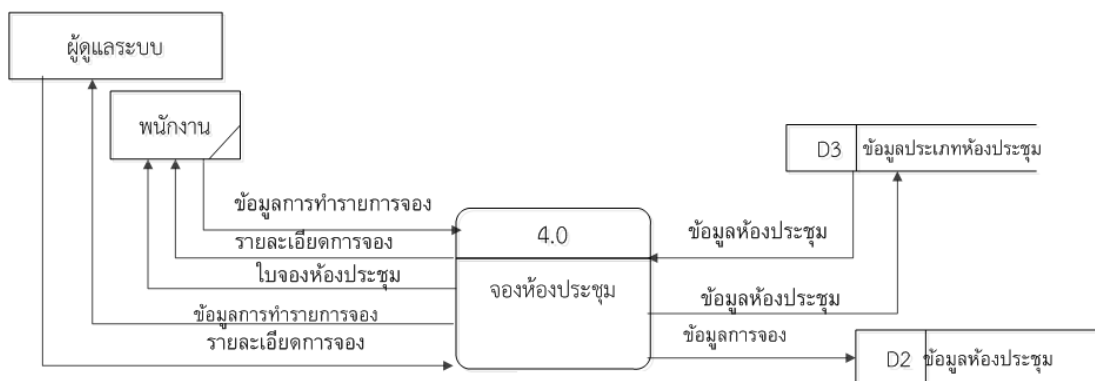 ผู้ดูแลระบบ
พนักงาน
D3 ข้อมูลประเภทห้องประชุม
ข้อมูลการทำรายการจอง
4.0
ข้อมูลห้องประชุม
รายละเอียดการจอง
ใบจองห้องประชุม
จองห้องประชุม
ข้อมูลห้องประชุม
ข้อมูลการทำรายการจอง
ข้อมูลการจอง
รายละเอียดการจอง
D2 ข้อมูลห้องประชุม